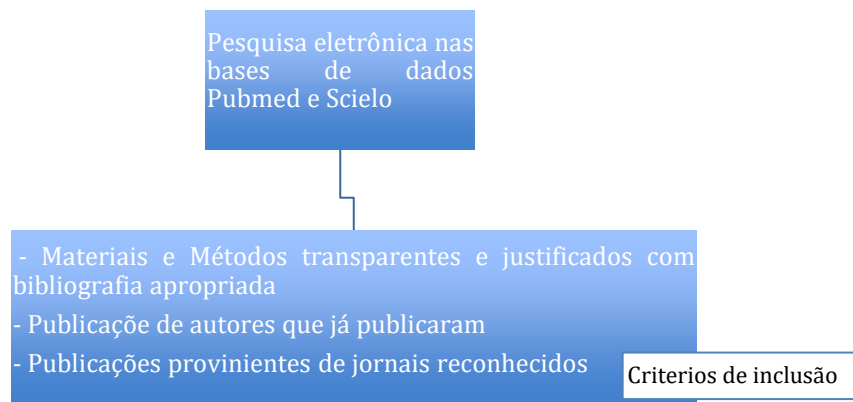 Pesquisa eletrônica nas
bases de dados
Pubmed e Scielo
- Materiais e Métodos transparentes e justificados com
bibliografia apropriada
- Publicaçõe de autores que já publicaram
- Publicações provinientes de jornais reconhecidos
Criterios de inclusão